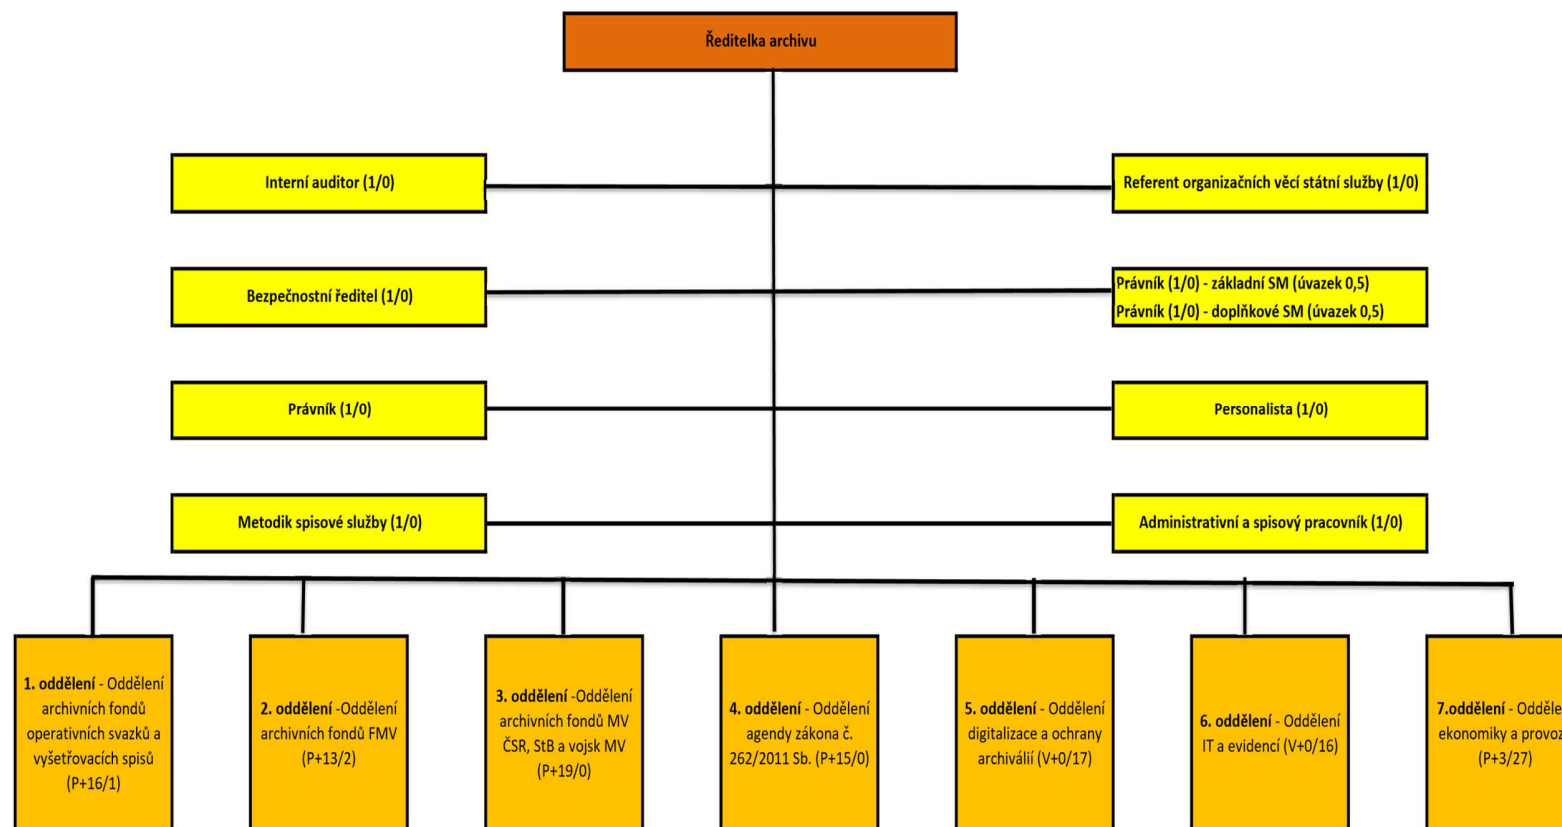 Ředitelka archivu
Interní auditor (1/0)
Referent organizačních věcí státní služby (1/0)
Bezpečnostní ředitel (1/0)
Právník (1/0) - základní SM (úvazek 0,5)
Právník (1/0) - doplňkové SM (úvazek 0,5)
Právník (1/0)
Personalista (1/0)
Metodik spisové služby (1/0)
Administrativní a spisový pracovník (1/0)
1. oddělení - Oddělení
archivních fondů
operativních svazků a
vyšetřovacích spisů
(P+16/1)
2. oddělení -Oddělení
archivních fondů FMV
(P+13/2)
3. oddělení -Oddělení
archivních fondů MV
ČSR, StB a vojsk MV
(P+19/0)
4. oddělení - Oddělení
agendy zákona č.
262/2011 Sb. (P+15/0)
5. oddělení - Oddělení
digitalizace a ochrany
archiválií (V+0/17)
6. oddělení - Oddělení
IT a evidencí (V+0/16)
7.oddělení -
ekonomiky a
(P+3/27)